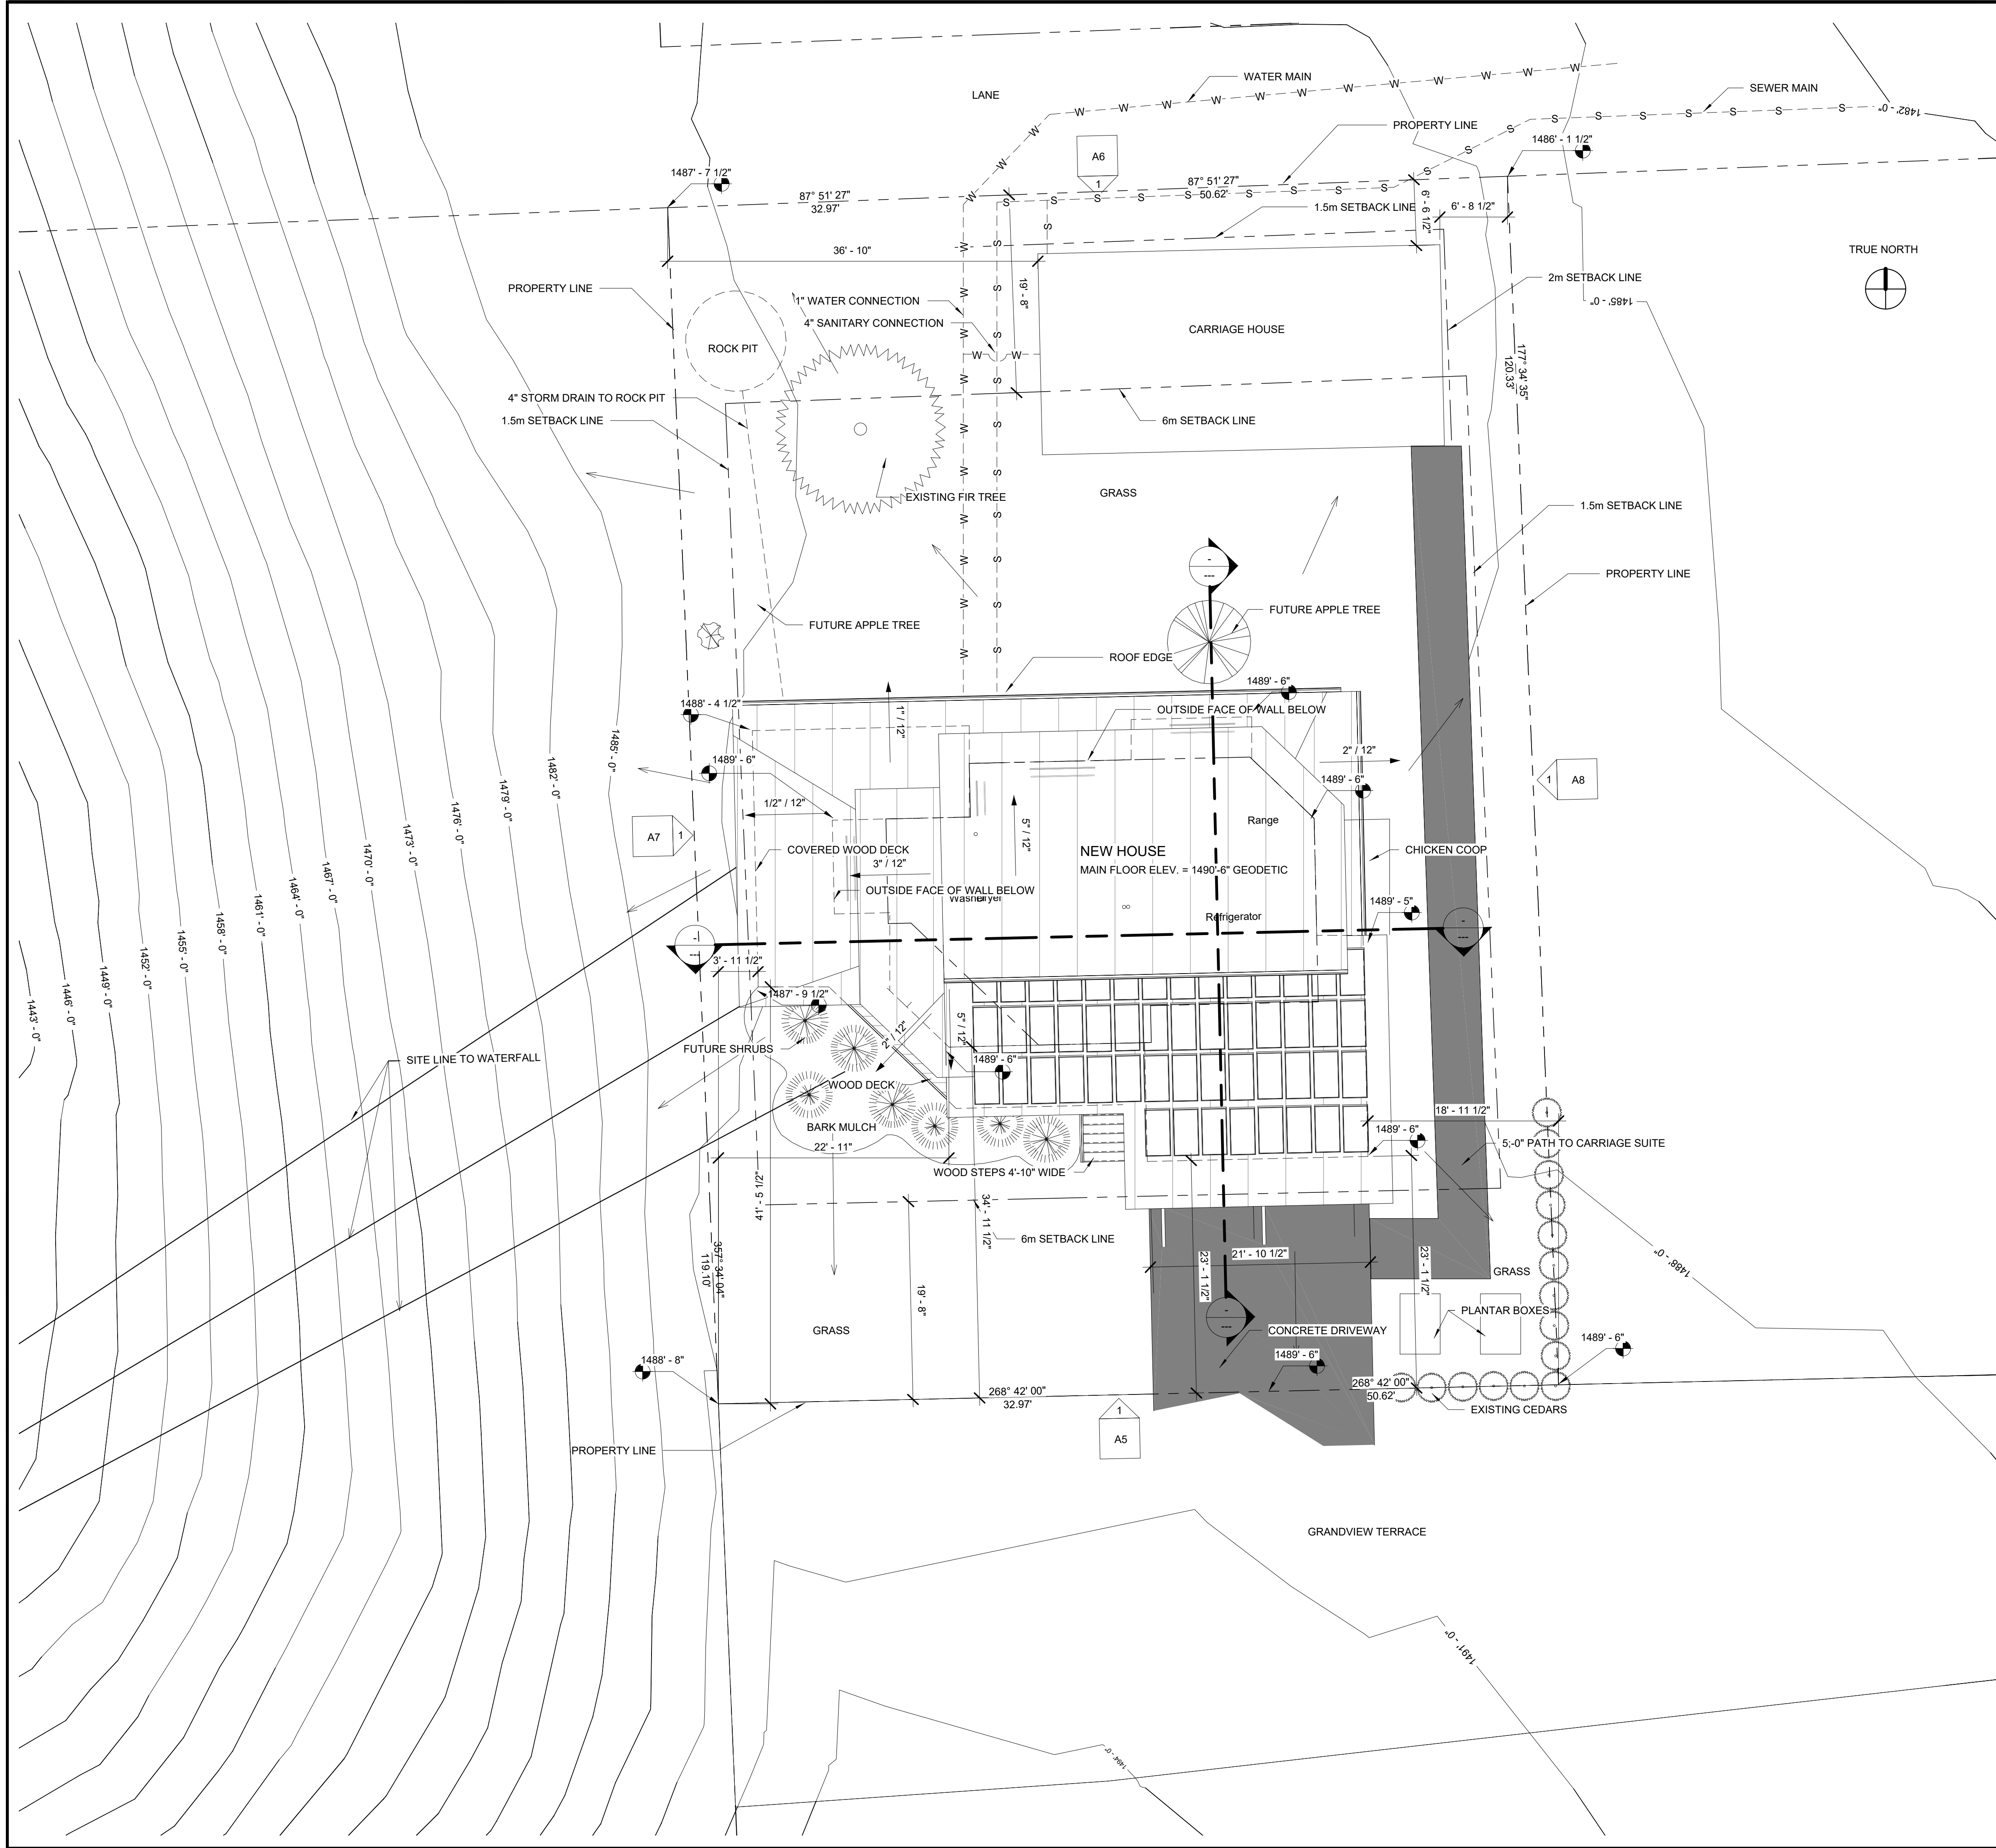 WATER MAIN
LANE
SEWER MAIN
1482' - 0"
PROPERTY LINE
1486' - 1 1/2"
A6
1
1487' - 7 1/2"
87° 51' 27"
32.97'
87° 51' 27"
50.62'
6' - 6 1/2"
6' - 8 1/2"
1.5m SETBACK LINE
36' - 10"
TRUE NORTH
2m SETBACK LINE
PROPERTY LINE
19' - 8"
1" WATER CONNECTION
4" SANITARY CONNECTION
1485' - 0"
CARRIAGE HOUSE
ROCK PIT
177° 34' 35"
120.33'
4" STORM DRAIN TO ROCK PIT
1.5m SETBACK LINE
6m SETBACK LINE
EXISTING FIR TREE
GRASS
1.5m SETBACK LINE
-
---
PROPERTY LINE
FUTURE APPLE TREE
FUTURE APPLE TREE
ROOF EDGE
1489' - 6"
1488' - 4 1/2"
OUTSIDE FACE OF WALL BELOW
1" / 12"
1485' - 0"
1482' - 0"
1479' - 0"
1476' - 0"
1473' - 0"
1470' - 0"
1467' - 0"
1464' - 0"
1461' - 0"
1458' - 0"
1455' - 0"
1452' - 0"
1449' - 0"
1446' - 0"
1443' - 0"
2" / 12"
1489' - 6"
1489' - 6"
1
A8
1/2" / 12"
5" / 12"
Range
A7
1
COVERED WOOD DECK
NEW HOUSE
CHICKEN COOP
3" / 12"
MAIN FLOOR ELEV. = 1490'-6" GEODETIC
OUTSIDE FACE OF WALL BELOW
Washer
Dryer
1489' - 5"
Refrigerator
-
---
-
---
3' - 11 1/2"
1487' - 9 1/2"
2" / 12"
5" / 12"
FUTURE SHRUBS
SITE LINE TO WATERFALL
1489' - 6"
WOOD DECK
18' - 11 1/2"
BARK MULCH
1489' - 6"
22' - 11"
5;-0" PATH TO CARRIAGE SUITE
WOOD STEPS 4'-10" WIDE
41' - 5 1/2"
34' - 11 1/2"
6m SETBACK LINE
357° 34' 04"
119.10'
23' - 1 1/2"
21' - 10 1/2"
23' - 1 1/2"
GRASS
1488' - 0"
19' - 8"
PLANTAR BOXES
-
---
GRASS
CONCRETE DRIVEWAY
1489' - 6"
1489' - 6"
1488' - 8"
268° 42' 00"
32.97'
268° 42' 00"
50.62'
EXISTING CEDARS
1
A5
PROPERTY LINE
GRANDVIEW TERRACE
1491' - 0"
1494' - 0"